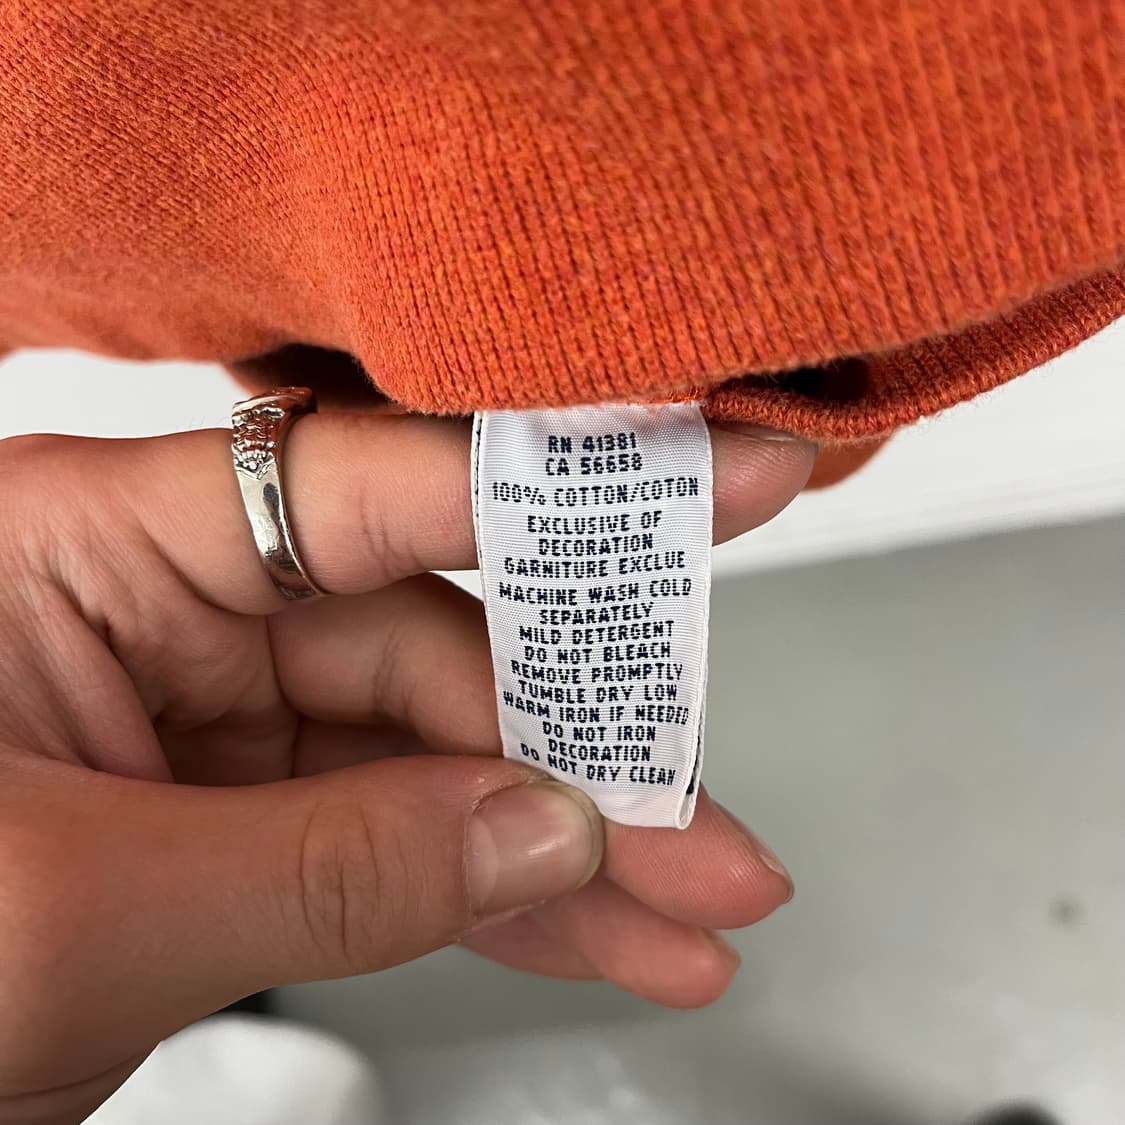 RN 41381
CA 56658
100% COTTON/COTON
EXCLUSIVE OF
DECORATION
GARNITURE EXCLUE
MACHINE WASH COLD
SEPARATELY
MILD DETERGENT
DO NOT BLEACH
REMOVE PROMPTLY
TUMBLE DRY LOW
WARM IRON IF NEEDED
DO NOT IRON
DECORATION
DO NOT DRY CLEAN